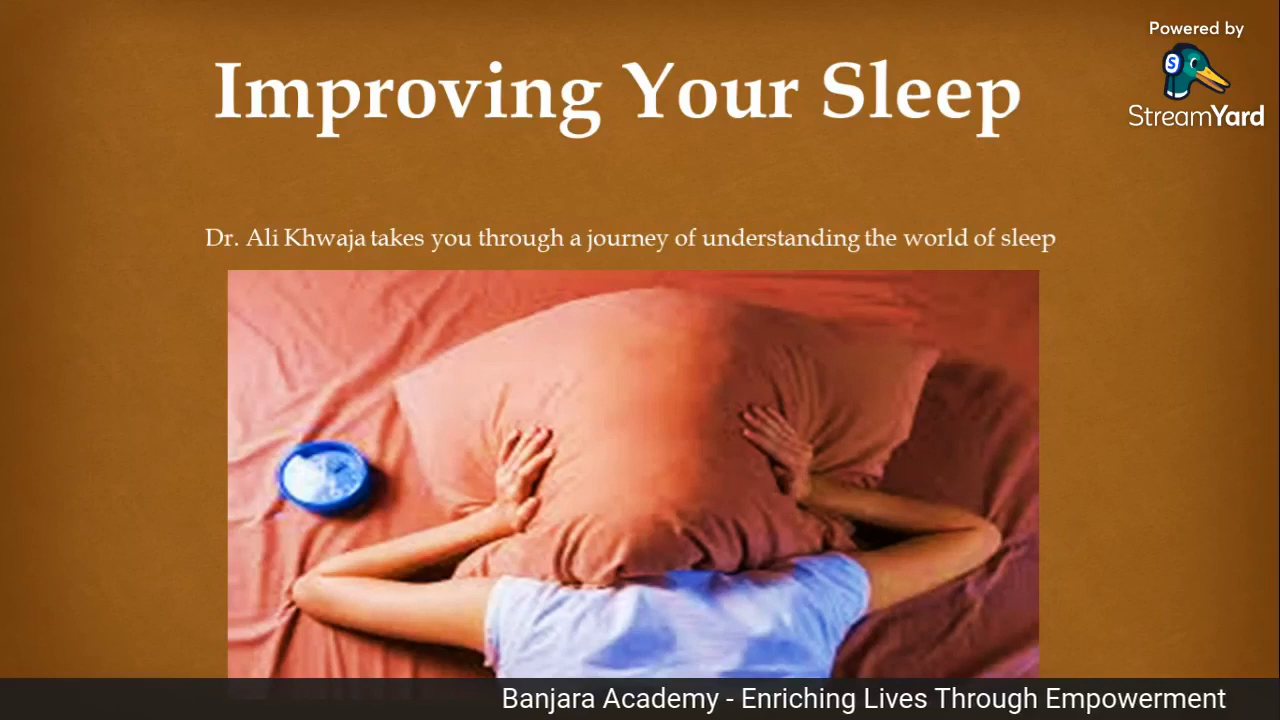 Powered by
S
StreamYard
Improving Your Sleep
Dr. Ali Khwaja takes you through a journey of understanding the world of sleep
Banjara Academy - Enriching Lives Through Empowerment